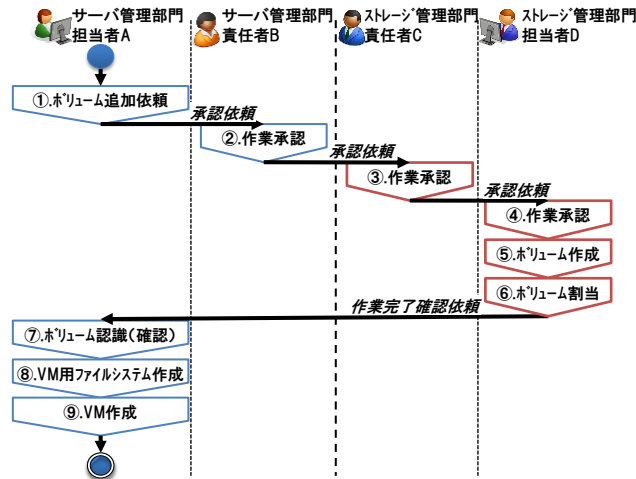 サーバ管理部門
担当者A
サーバ管理部門
責任者B
ｽﾄﾚｰｼﾞ管理部門
責任者C
ｽﾄﾚｰｼﾞ管理部門
担当者D
①.ﾎﾞﾘｭｰﾑ追加依頼
承認依頼
②.作業承認
承認依頼
③.作業承認
承認依頼
④.作業承認
⑤.ﾎﾞﾘｭｰﾑ作成
⑥.ﾎﾞﾘｭｰﾑ割当
作業完了確認依頼
⑦.ﾎﾞﾘｭｰﾑ認識(確認)
⑧.VM用ﾌｧｲﾙｼｽﾃﾑ作成
⑨.VM作成